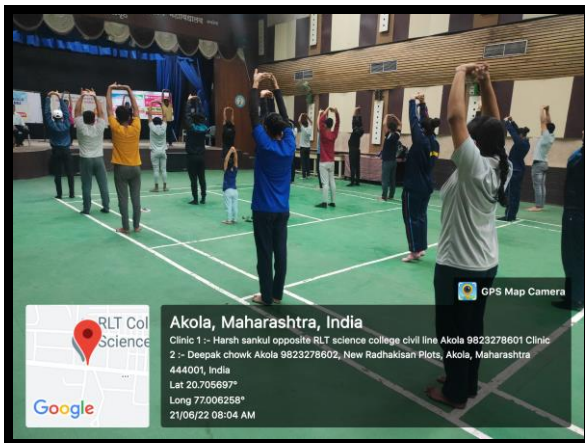 GPS Map Camera
RLT Col
Science
Google
Akola, Maharashtra, India
Clinic 1 :- Harsh sankul opposite RLT science college civil line Akola 9823278601 Clinic
2 :- Deepak chowk Akola 9823278602, New Radhakisan Plots, Akola, Maharashtra
444001, India
Lat 20.705697°
Long 77.006258°
21/06/22 08:04 AM